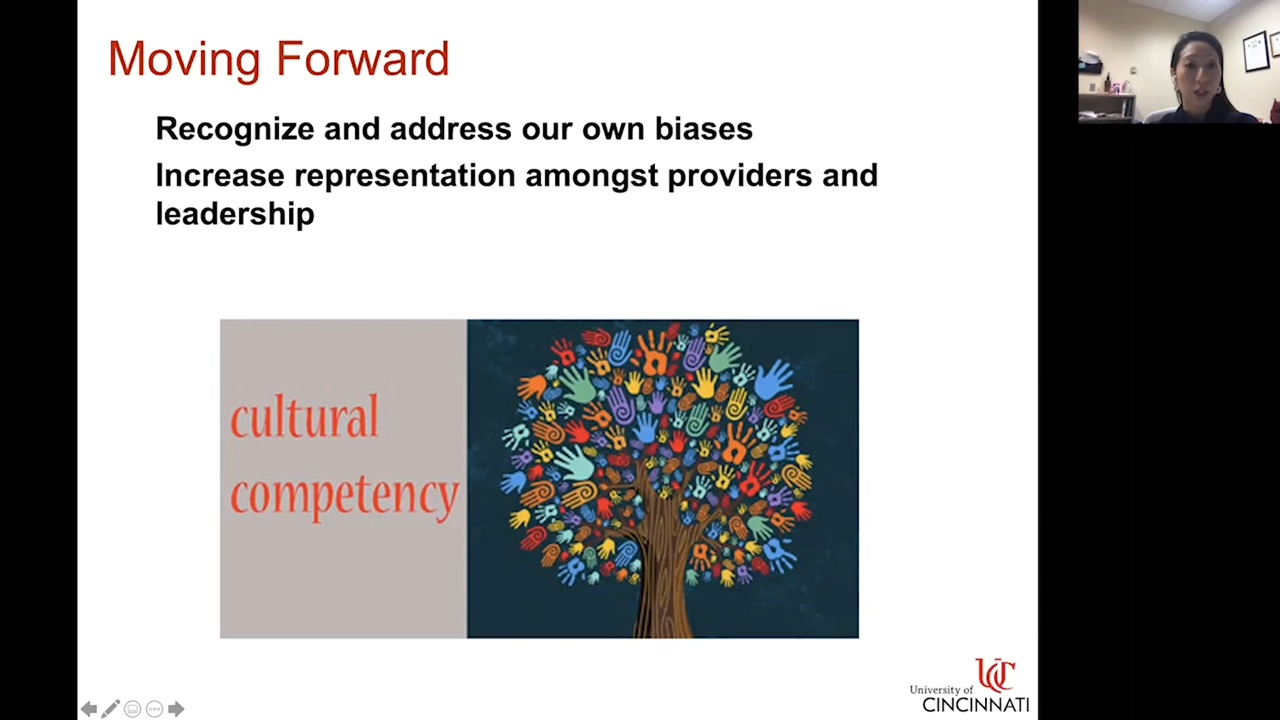 Moving Forward
Recognize and address our own biases
Increase representation amongst providers and
leadership
cultural
competency
UC
University of
CINCINNATI